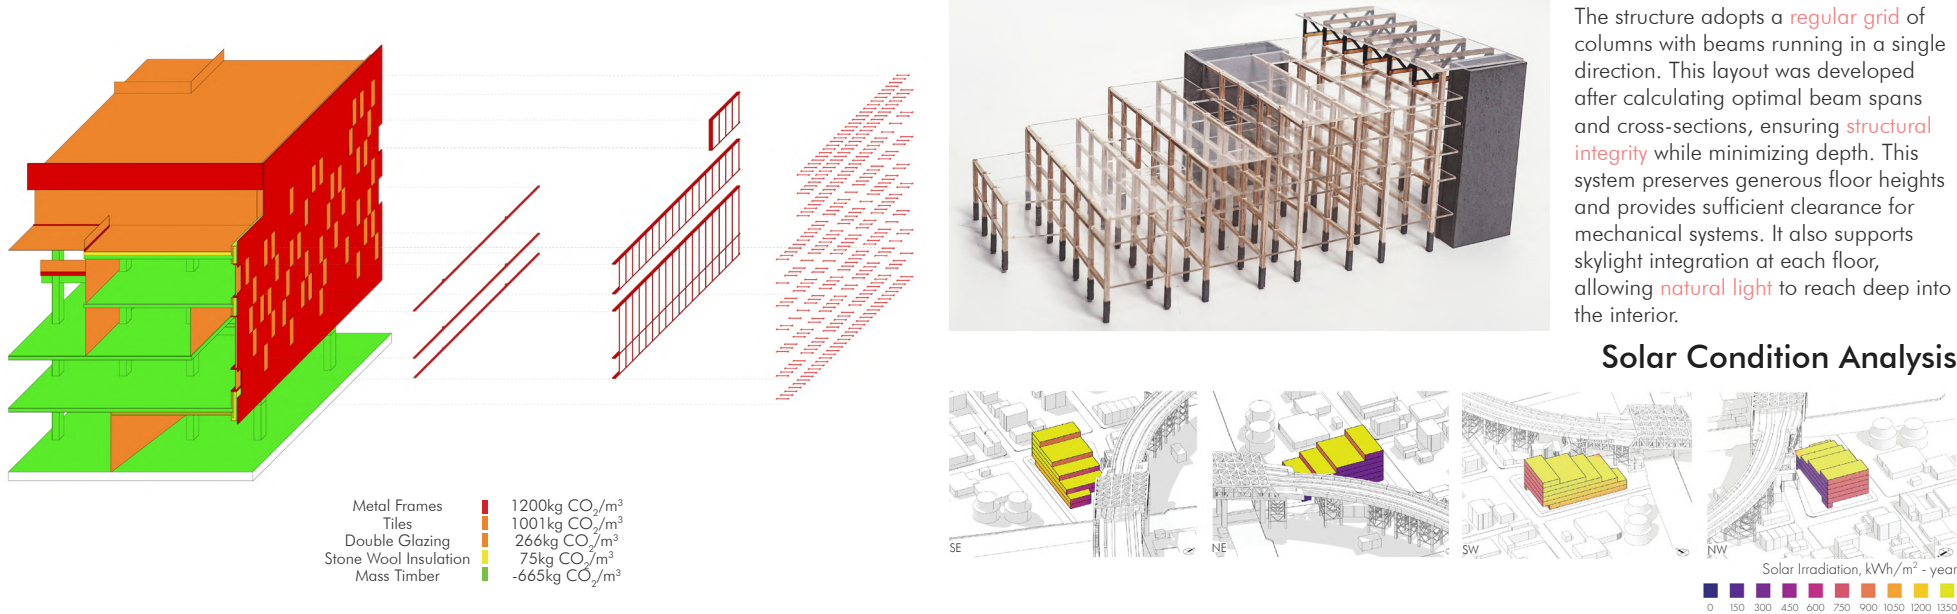 The structure adopts a regular grid of
columns with beams running in a single
direction. This layout was developed
after calculating optimal beam spans
and cross-sections, ensuring structural
integrity while minimizing depth. This
system preserves generous floor heights
and provides sufficient clearance for
mechanical systems. It also supports
skylight integration at each floor,
allowing natural light to reach deep into
the interior.
Solar Condition Analysis
SE
NE
SW
NW
Solar Irradiation, kWh/m² - year
0 150 300 450 600 750 900 1050 1200 1350
Metal Frames 1200kg CO₂/m³
Tiles 1001kg CO₂/m³
Double Glazing 266kg CO₂/m³
Stone Wool Insulation 75kg CO₂/m³
Mass Timber -665kg CO₂/m³